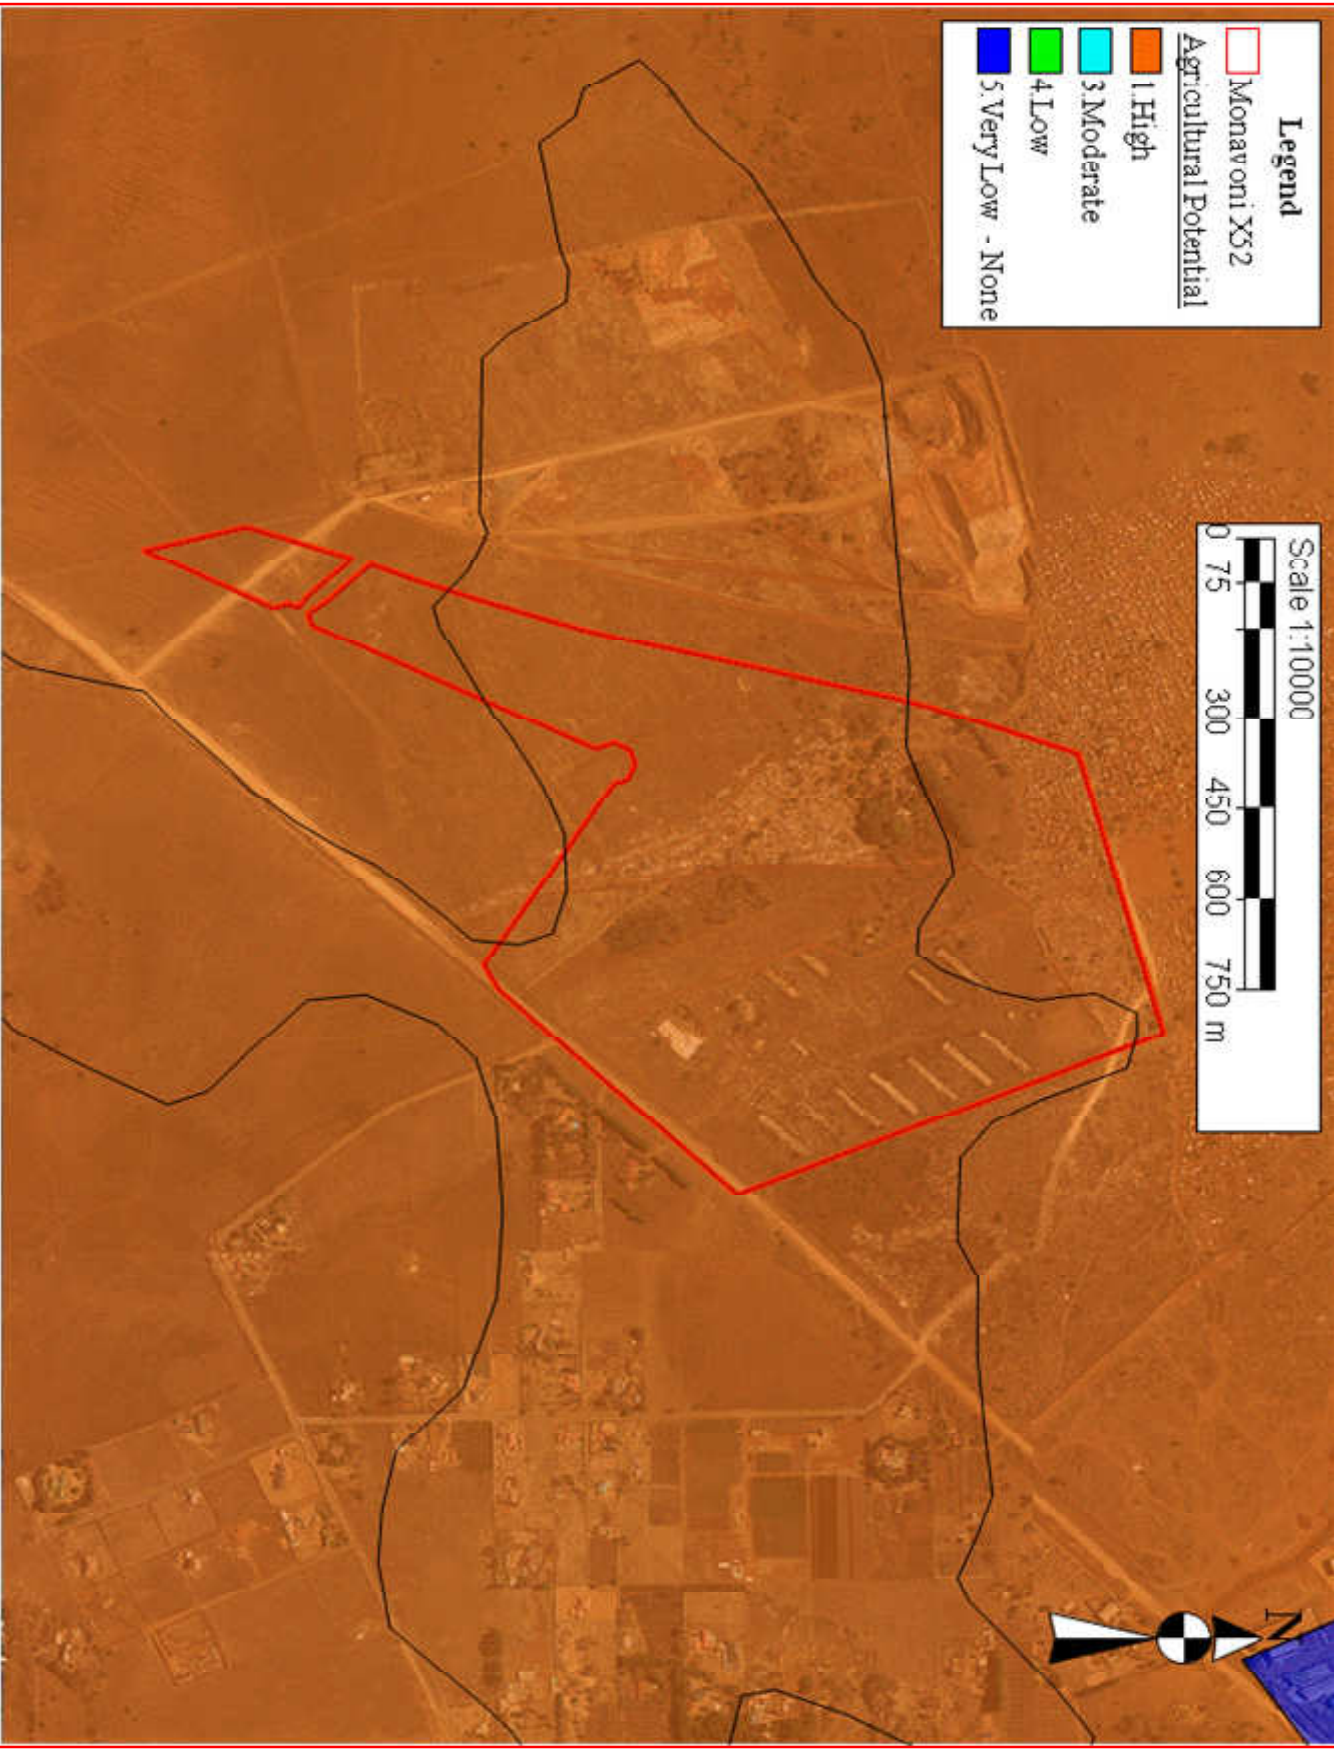 Legend
Monavoni X52
Agricultural Potential
1.High
3.Moderate
4.Low
5.Very Low - None
Scale 1:10000
0 75 300 450 600 750 m
N